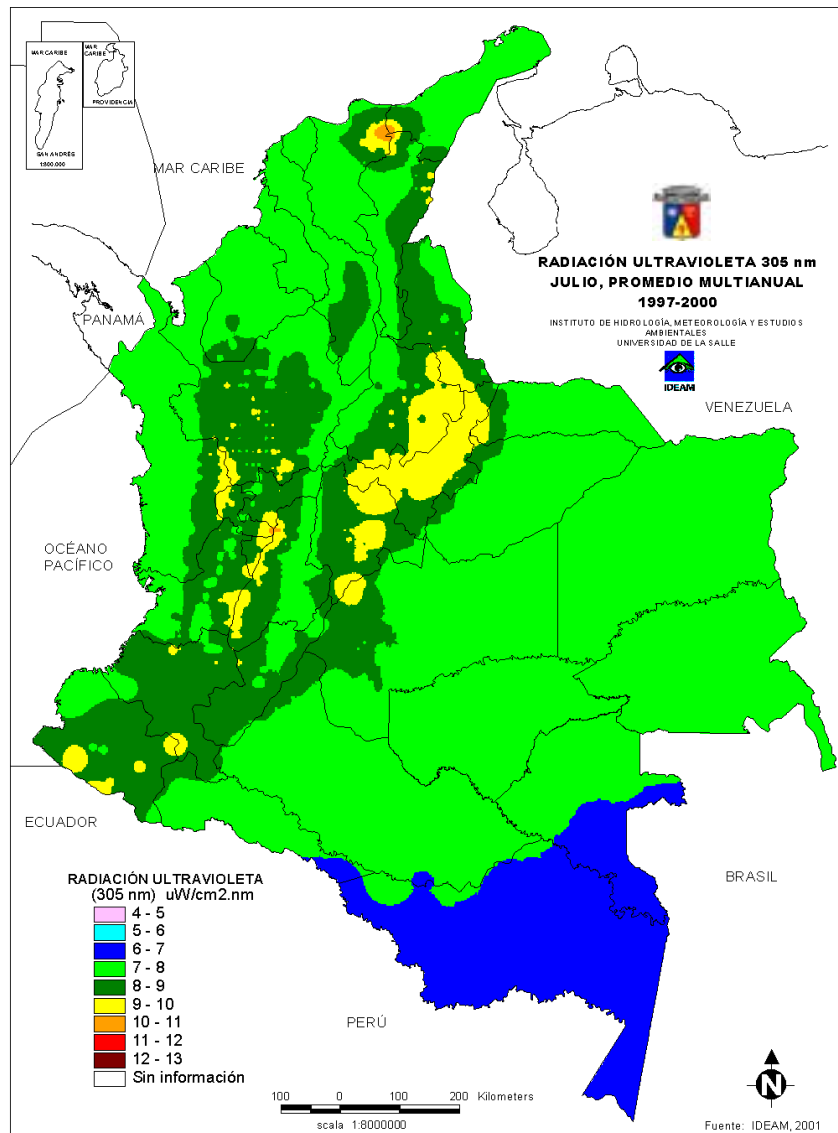 MAR CARIBE
SAN ANDRÉS
1:800.000
MAR
CARIBE
PROVIDENCIA
MAR CARIBE
PANAMÁ
RADIACIÓN ULTRAVIOLETA 305 nm
JULIO, PROMEDIO MULTIANUAL
1997-2000
INSTITUTO DE HIDROLOGÍA, METEOROLOGÍA Y ESTUDIOS
AMBIENTALES
UNIVERSIDAD DE LA SALLE
IDEAM
VENEZUELA
OCÉANO
PACÍFICO
ECUADOR
BRASIL
PERÚ
RADIACIÓN ULTRAVIOLETA
(305 nm) uW/cm2.nm
4 - 5
5 - 6
6 - 7
7 - 8
8 - 9
9 - 10
10 - 11
11 - 12
12 - 13
Sin información
100 0 100 200 Kilometers
scala 1:8000000
N
Fuente: IDEAM, 2001